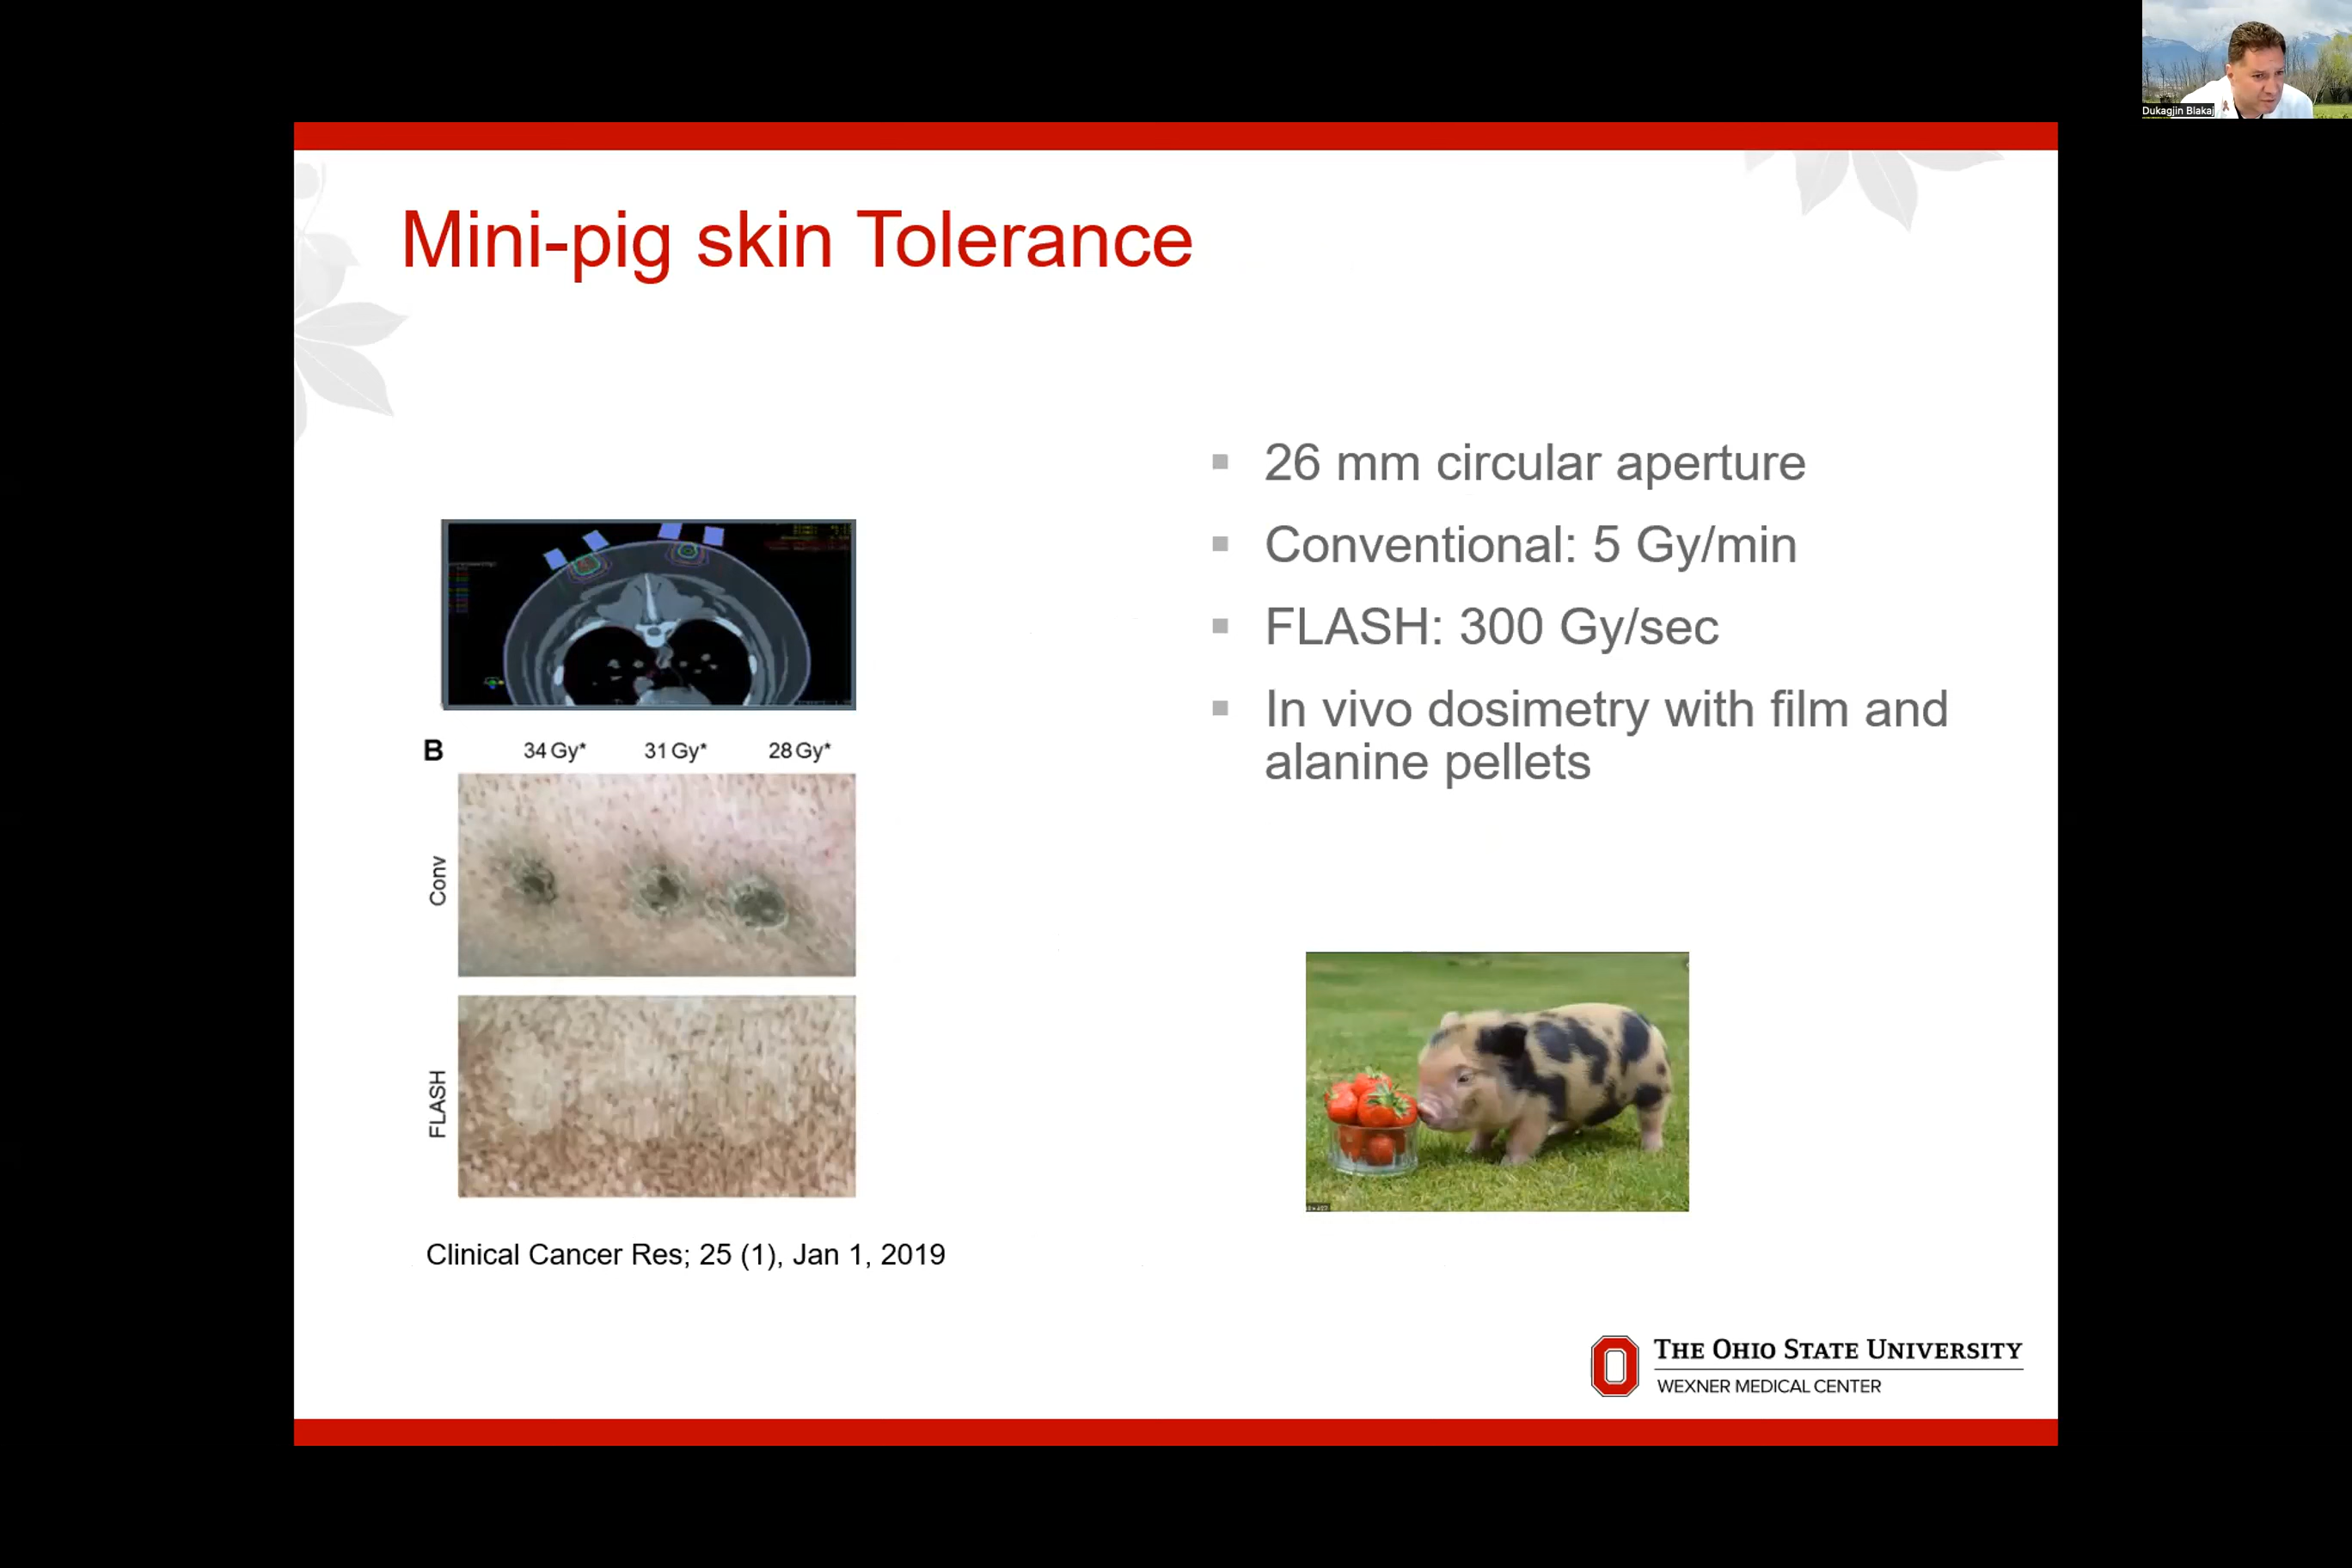 Dukagjin Blakaj
Mini-pig skin Tolerance
26 mm circular aperture
Conventional: 5 Gy/min
FLASH: 300 Gy/sec
In vivo dosimetry with film and
alanine pellets
B 34 Gy* 31 Gy* 28 Gy*
Conv
FLASH
Clinical Cancer Res; 25 (1), Jan 1, 2019
THE OHIO STATE UNIVERSITY
WEXNER MEDICAL CENTER